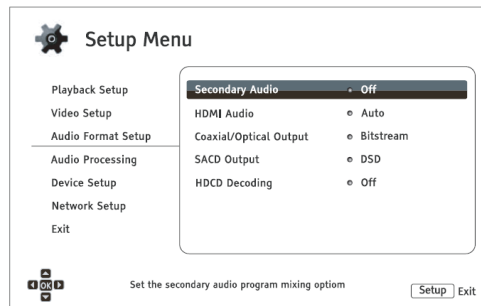 Setup Menu
Playback Setup
Video Setup
Audio Format Setup
Audio Processing
Device Setup
Network Setup
Exit
Secondary Audio Off
HDMI Audio Auto
Coaxial/Optical Output Bitstream
SACD Output DSD
HDCD Decoding Off
OK
Set the secondary audio program mixing optiom
Setup Exit